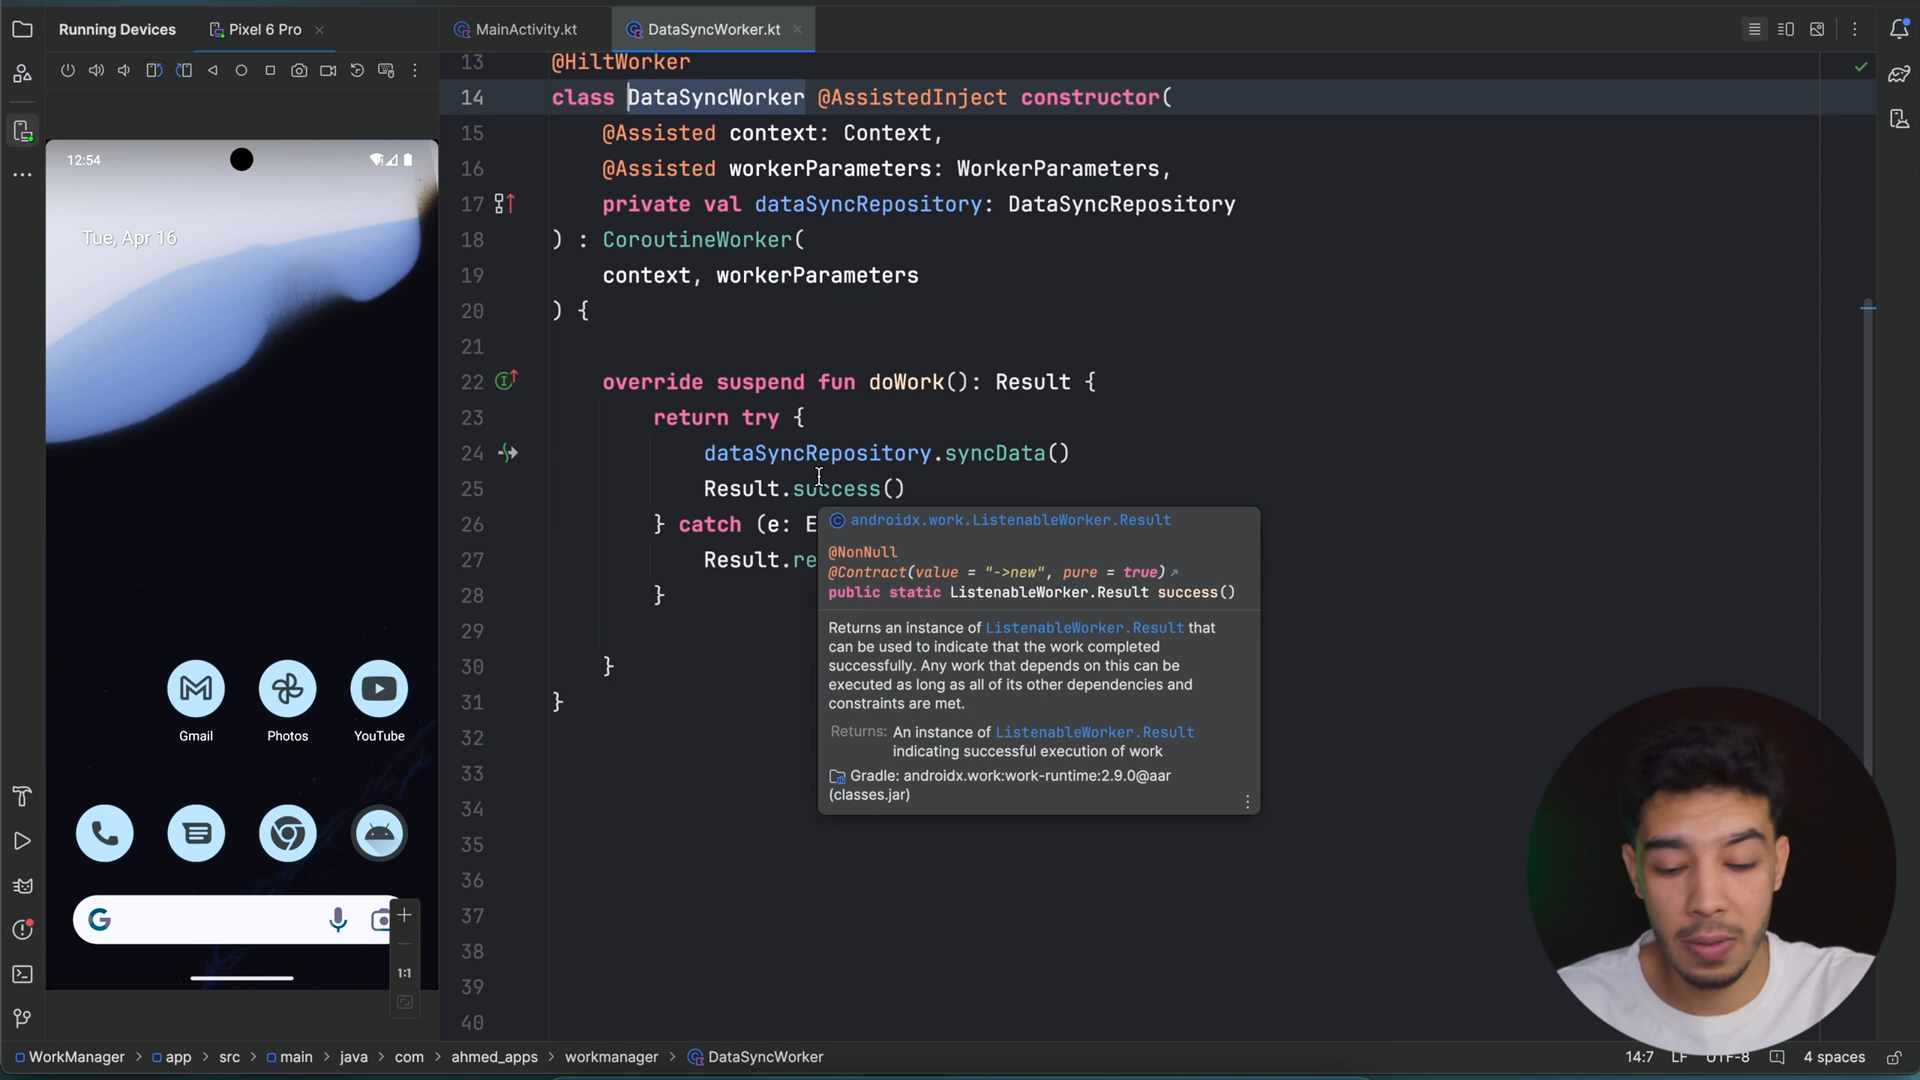 Running Devices
Pixel 6 Pro
MainActivity.kt
DataSyncWorker.kt
12:54
Tue, Apr 16
Gmail
Photos
YouTube
G
1:1
13 @HiltWorker
14 class DataSyncWorker @AssistedInject constructor(
15 @Assisted context: Context,
16 @Assisted workerParameters: WorkerParameters,
17 private val dataSyncRepository: DataSyncRepository
18 ) : CoroutineWorker(
19 context, workerParameters
20 ) {
21
22 override suspend fun doWork(): Result {
23 return try {
24 dataSyncRepository.syncData()
25 Result.success()
26 } catch (e: E
27 Result.re
28 }
29
30 }
31 }
32
33
34
35
36
37
38
39
40
androidx.work.ListenableWorker.Result
@NonNull
@Contract(value = "->new", pure = true)
public static ListenableWorker.Result success()
Returns an instance of ListenableWorker.Result that
can be used to indicate that the work completed
successfully. Any work that depends on this can be
executed as long as all of its other dependencies and
constraints are met.
Returns: An instance of ListenableWorker.Result
indicating successful execution of work
Gradle: androidx.work:work-runtime:2.9.0@aar
(classes.jar)
WorkManager > app > src > main > java > com > ahmed_apps > workmanager > DataSyncWorker
14:7 LF UTF-8 4 spaces